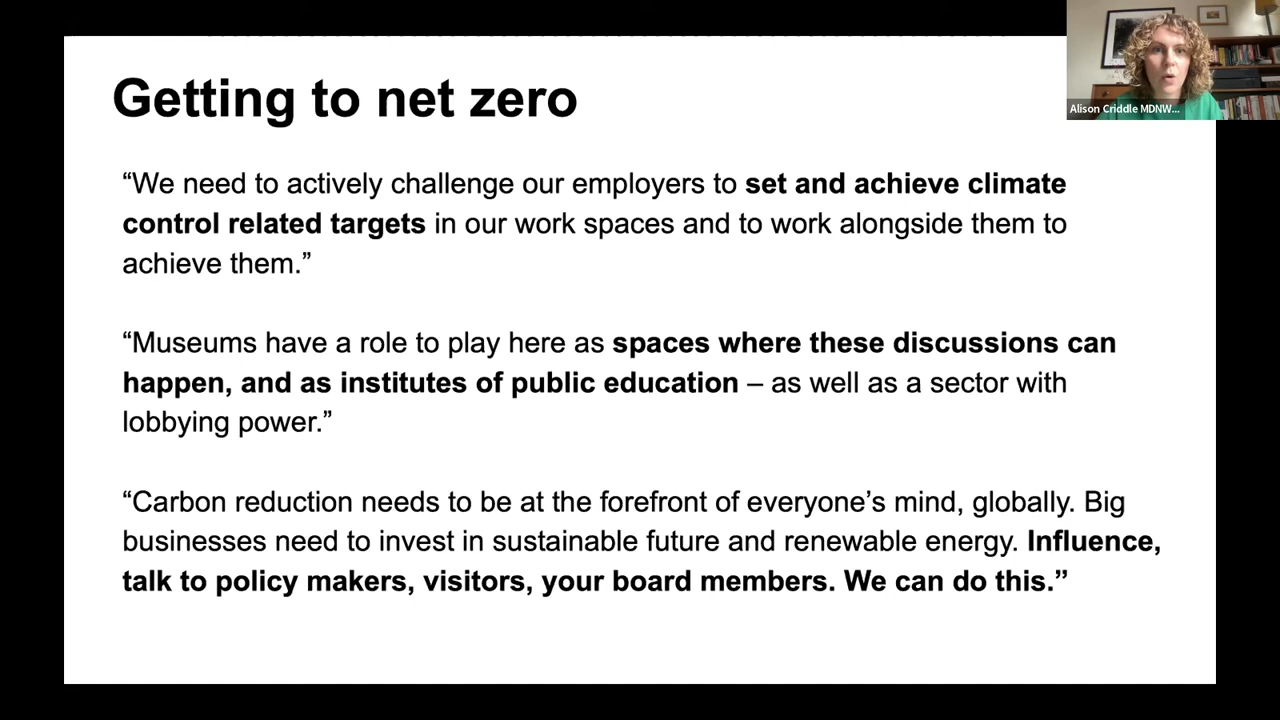 Getting to net zero
Alison Criddle MDNW...
“We need to actively challenge our employers to set and achieve climate
control related targets in our work spaces and to work alongside them to
achieve them.”
“Museums have a role to play here as spaces where these discussions can
happen, and as institutes of public education – as well as a sector with
lobbying power.”
“Carbon reduction needs to be at the forefront of everyone’s mind, globally. Big
businesses need to invest in sustainable future and renewable energy. Influence,
talk to policy makers, visitors, your board members. We can do this.”